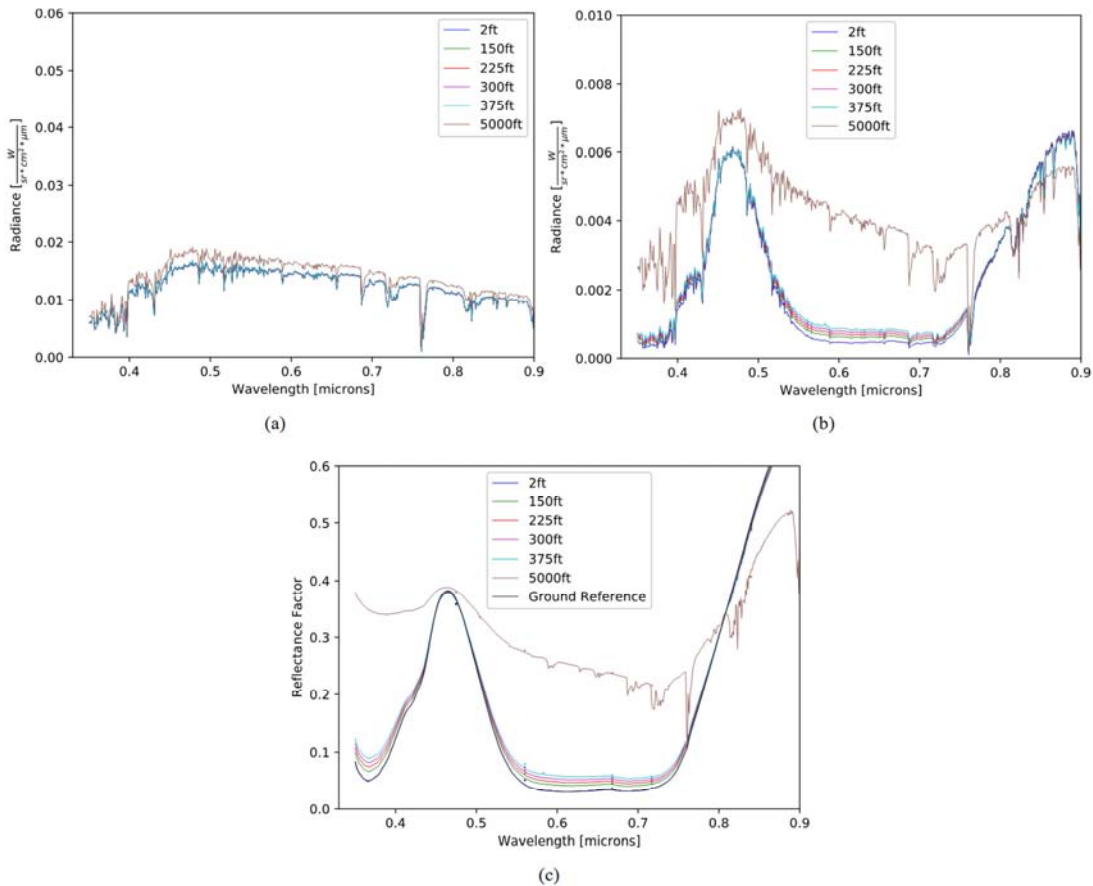 0.06
0.05
0.04
0.03
0.02
0.01
0.00
Radiance [W/sr*cm²*μm]
2ft
150ft
225ft
300ft
375ft
5000ft
0.4 0.5 0.6 0.7 0.8 0.9
Wavelength [microns]
(a)
0.010
0.008
0.006
0.004
0.002
0.000
Radiance [W/sr*cm²*μm]
2ft
150ft
225ft
300ft
375ft
5000ft
0.4 0.5 0.6 0.7 0.8 0.9
Wavelength [microns]
(b)
0.6
0.5
0.4
0.3
0.2
0.1
0.0
Reflectance Factor
2ft
150ft
225ft
300ft
375ft
5000ft
Ground Reference
0.4 0.5 0.6 0.7 0.8 0.9
Wavelength [microns]
(c)